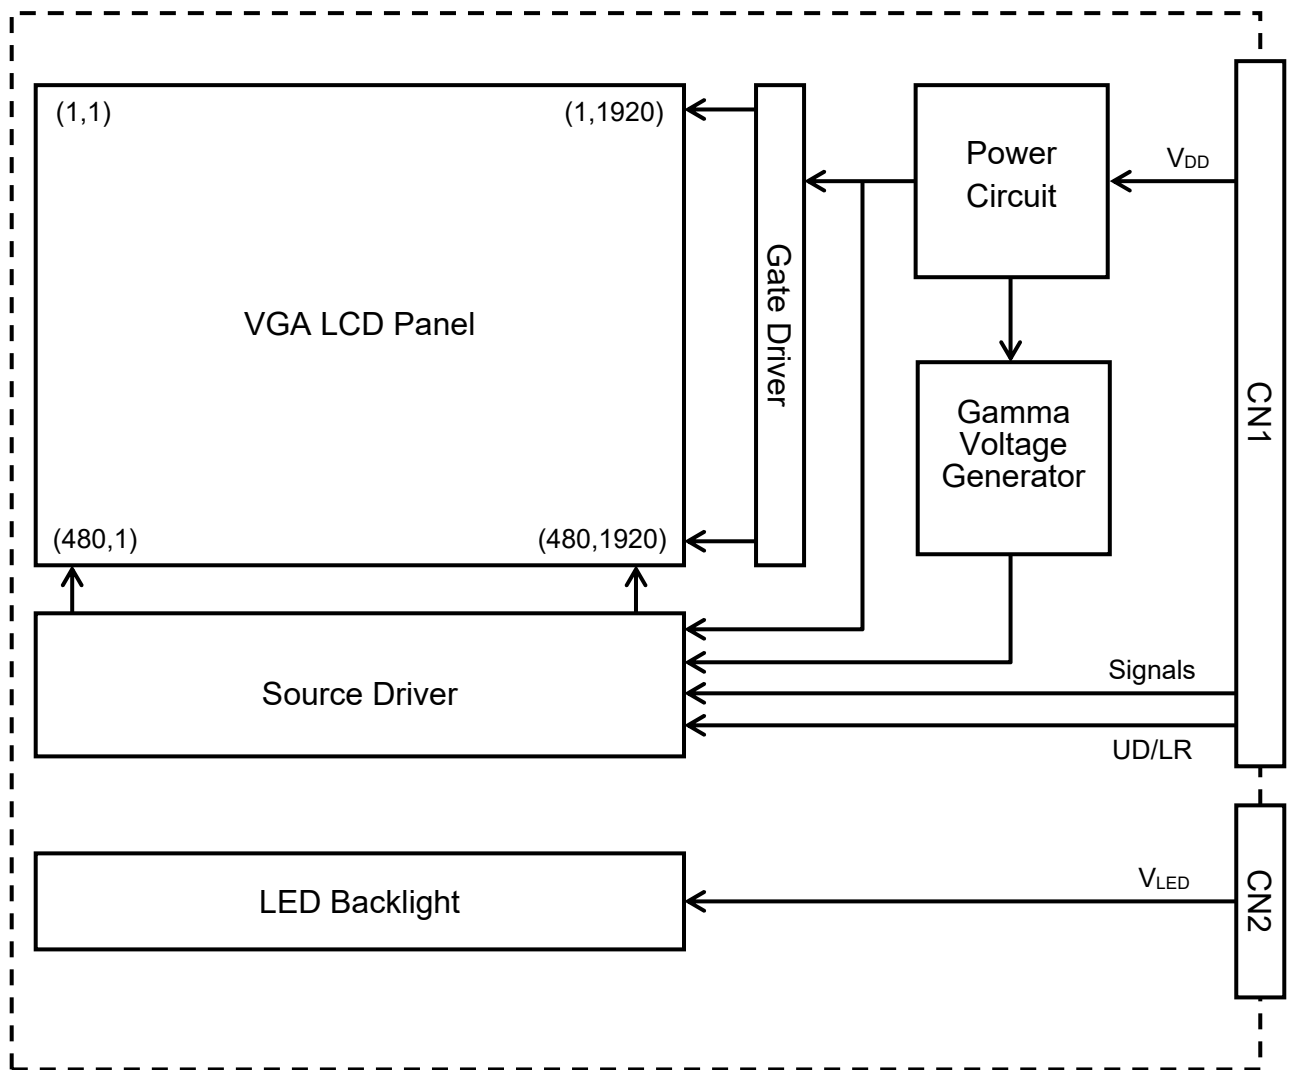 (1,1)
(1,1920)
VGA LCD Panel
(480,1)
(480,1920)
Gate Driver
Power
Circuit
VDD
Gamma
Voltage
Generator
CN1
Source Driver
Signals
UD/LR
LED Backlight
VLED
CN2